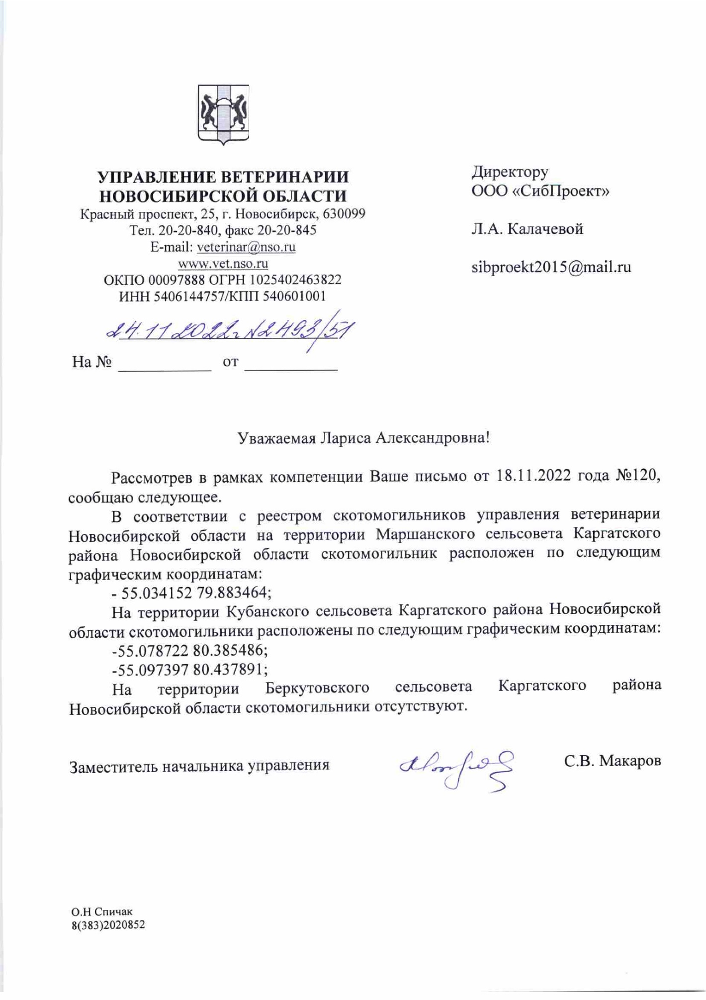 УПРАВЛЕНИЕ ВЕТЕРИНАРИИ
НОВОСИБИРСКОЙ ОБЛАСТИ
Красный проспект, 25, г. Новосибирск, 630099
Тел. 20-20-840, факс 20-20-845
E-mail: veterinar@nso.ru
www.vet.nso.ru
ОКПО 00097888 ОГРН 1025402463822
ИНН 5406144757/КПП 540601001
24.11.2022г №2493/51
На № ____________ от ____________
Директору
ООО «СибПроект»
Л.А. Калачевой
sibproekt2015@mail.ru
Уважаемая Лариса Александровна!
Рассмотрев в рамках компетенции Ваше письмо от 18.11.2022 года №120,
сообщаю следующее.
В соответствии с реестром скотомогильников управления ветеринарии
Новосибирской области на территории Маршанского сельсовета Каргатского
района Новосибирской области скотомогильник расположен по следующим
графическим координатам:
- 55.034152 79.883464;
На территории Кубанского сельсовета Каргатского района Новосибирской
области скотомогильники расположены по следующим графическим координатам:
-55.078722 80.385486;
-55.097397 80.437891;
На территории Беркутовского сельсовета Каргатского района
Новосибирской области скотомогильники отсутствуют.
Заместитель начальника управления С.В. Макаров
О.Н Спичак
8(383)2020852